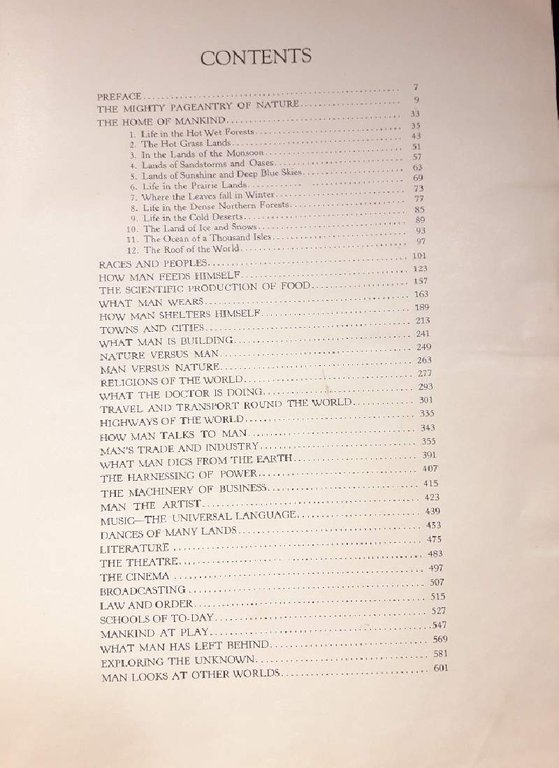 CONTENTS
PREFACE 7
THE MIGHTY PAGEANTRY OF NATURE 9
THE HOME OF MANKIND 33
1. Life in the Hot Wet Forests 35
2. The Hot Grass Lands 43
3. In the Lands of the Monsoon 51
4. Lands of Sandstorms and Oases 57
5. Lands of Sunshine and Deep Blue Skies 63
6. Life in the Prairie Lands 69
7. Where the Leaves fall in Winter 73
8. Life in the Dense Northern Forests 77
9. Life in the Cold Deserts 85
10. The Land of Ice and Snows 89
11. The Ocean of a Thousand Isles 93
12. The Roof of the World 97
RACES AND PEOPLES 101
HOW MAN FEEDS HIMSELF 123
THE SCIENTIFIC PRODUCTION OF FOOD 157
WHAT MAN WEARS 163
HOW MAN SHELTERS HIMSELF 189
TOWNS AND CITIES 213
WHAT MAN IS BUILDING 241
NATURE VERSUS MAN 249
MAN VERSUS NATURE 263
RELIGIONS OF THE WORLD 277
WHAT THE DOCTOR IS DOING 293
TRAVEL AND TRANSPORT ROUND THE WORLD 301
HIGHWAYS OF THE WORLD 335
HOW MAN TALKS TO MAN 343
MAN'S TRADE AND INDUSTRY 355
WHAT MAN DIGS FROM THE EARTH 391
THE HARNESSING OF POWER 407
THE MACHINERY OF BUSINESS 415
MAN THE ARTIST 423
MUSIC—THE UNIVERSAL LANGUAGE 439
DANCES OF MANY LANDS 453
LITERATURE 475
THE THEATRE 483
THE CINEMA 497
BROADCASTING 507
LAW AND ORDER 515
SCHOOLS OF TO-DAY 527
MANKIND AT PLAY 547
WHAT MAN HAS LEFT BEHIND 569
EXPLORING THE UNKNOWN 581
MAN LOOKS AT OTHER WORLDS 601